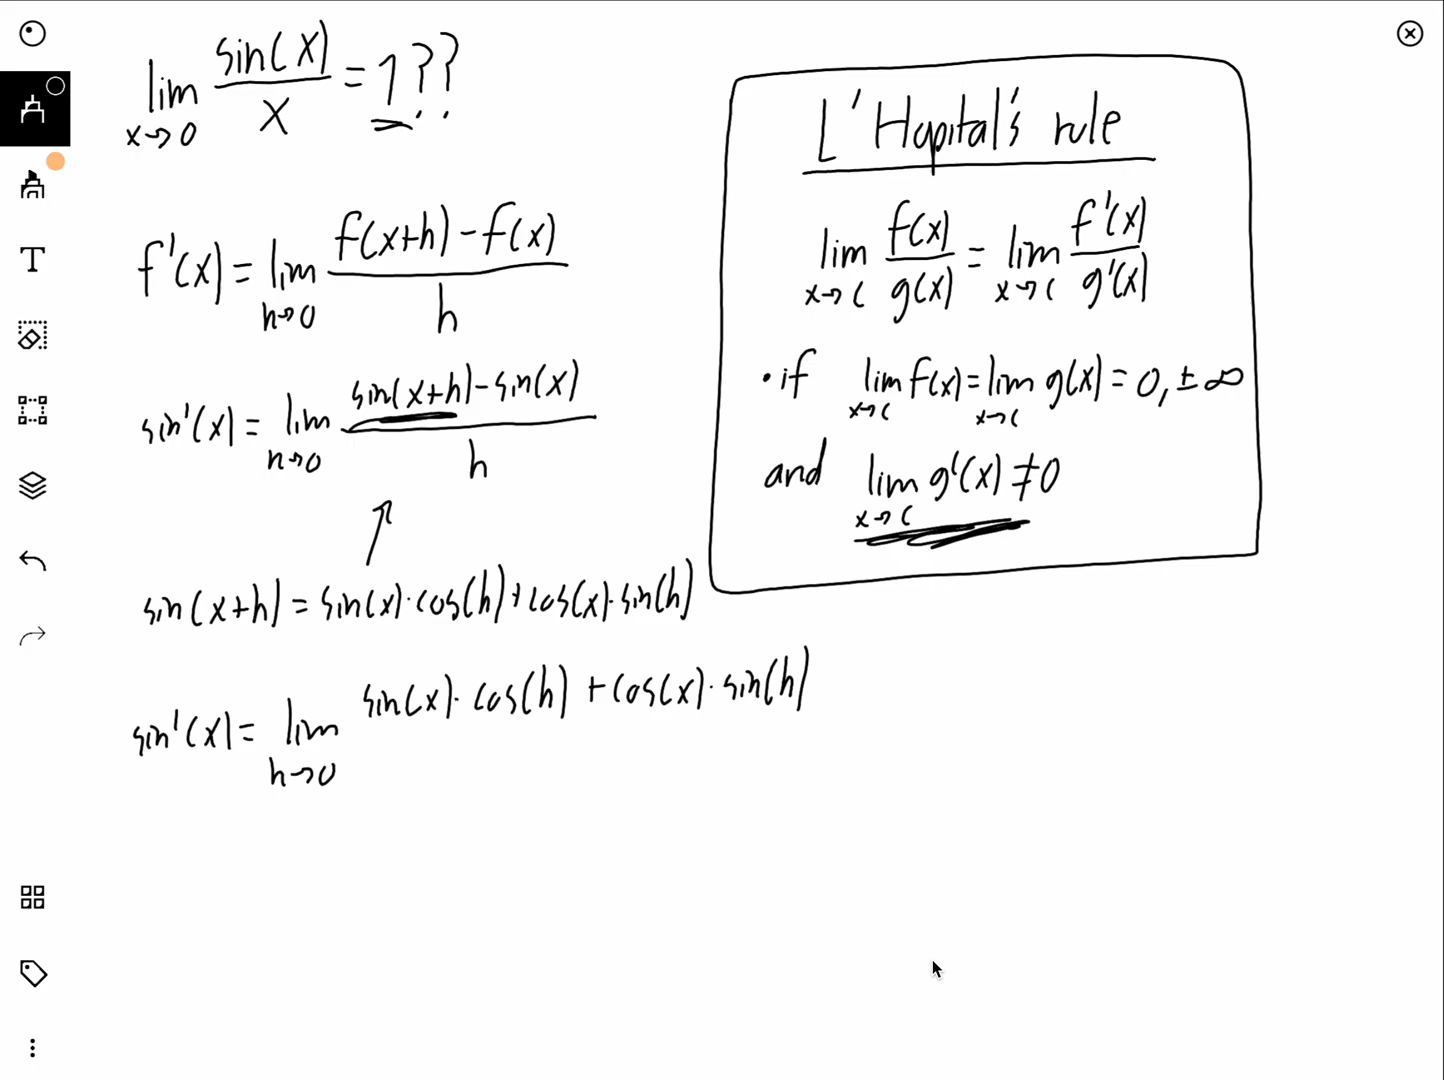 lim x→0 sin(x)/x = 1??
f'(x) = lim h→0 (f(x+h) - f(x))/h
sin'(x) = lim h→0 (sin(x+h) - sin(x))/h
sin(x+h) = sin(x)·cos(h) + cos(x)·sin(h)
sin'(x) = lim h→0 sin(x)·cos(h) + cos(x)·sin(h)
L'Hopital's rule
lim x→c f(x)/g(x) = lim x→c f'(x)/g'(x)
• if lim x→c f(x) = lim x→c g(x) = 0, ±∞
and lim x→c g'(x) ≠ 0
T